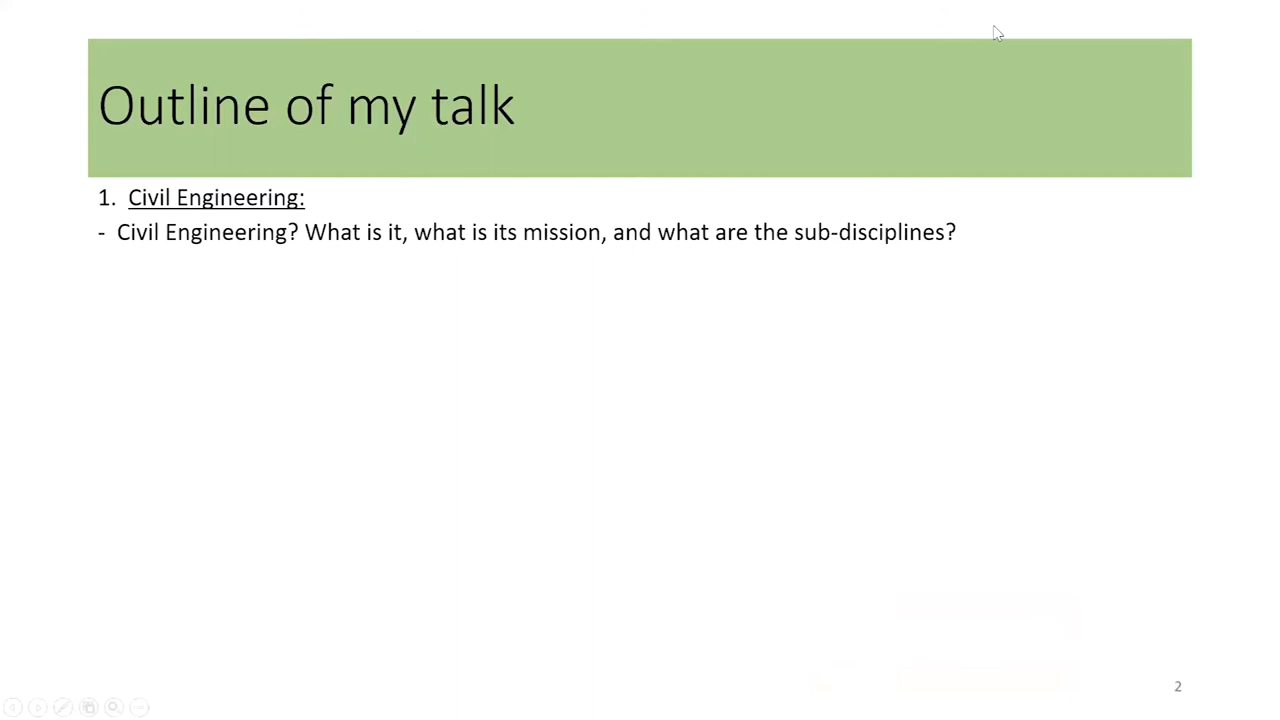 Outline of my talk
1. Civil Engineering:
- Civil Engineering? What is it, what is its mission, and what are the sub-disciplines?
2